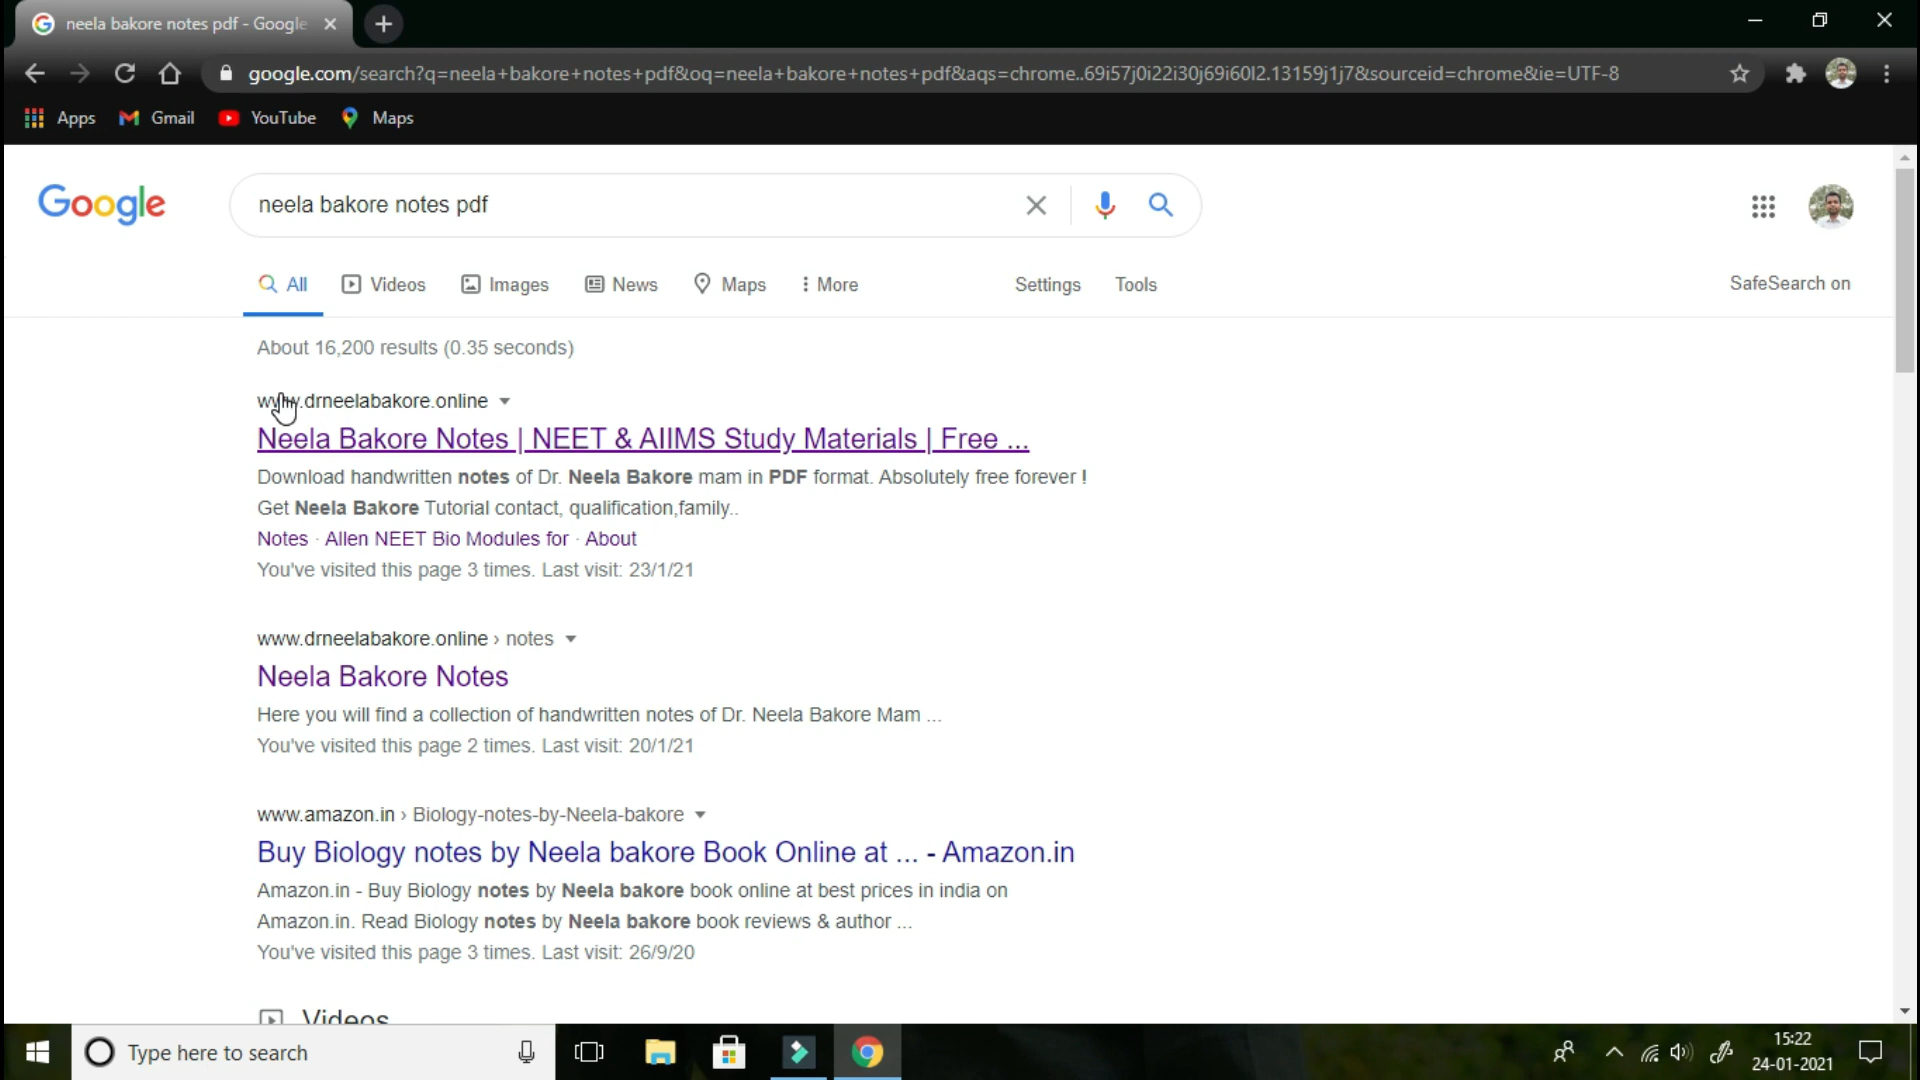 neela bakore notes pdf - Google
google.com/search?q=neela+bakore+notes+pdf&oq=neela+bakore+notes+pdf&aqs=chrome..69i57j0i22i30j69i60l2.13159j1j7&sourceid=chrome&ie=UTF-8
Apps Gmail YouTube Maps
Google neela bakore notes pdf
All Videos Images News Maps More Settings Tools SafeSearch on
About 16,200 results (0.35 seconds)
www.drneelabakore.online
Neela Bakore Notes | NEET & AIIMS Study Materials | Free ...
Download handwritten notes of Dr. Neela Bakore mam in PDF format. Absolutely free forever !
Get Neela Bakore Tutorial contact, qualification,family..
Notes · Allen NEET Bio Modules for · About
You've visited this page 3 times. Last visit: 23/1/21
www.drneelabakore.online › notes
Neela Bakore Notes
Here you will find a collection of handwritten notes of Dr. Neela Bakore Mam ...
You've visited this page 2 times. Last visit: 20/1/21
www.amazon.in › Biology-notes-by-Neela-bakore
Buy Biology notes by Neela bakore Book Online at ... - Amazon.in
Amazon.in - Buy Biology notes by Neela bakore book online at best prices in india on
Amazon.in. Read Biology notes by Neela bakore book reviews & author ...
You've visited this page 3 times. Last visit: 26/9/20
Videos
Type here to search
15:22
24-01-2021